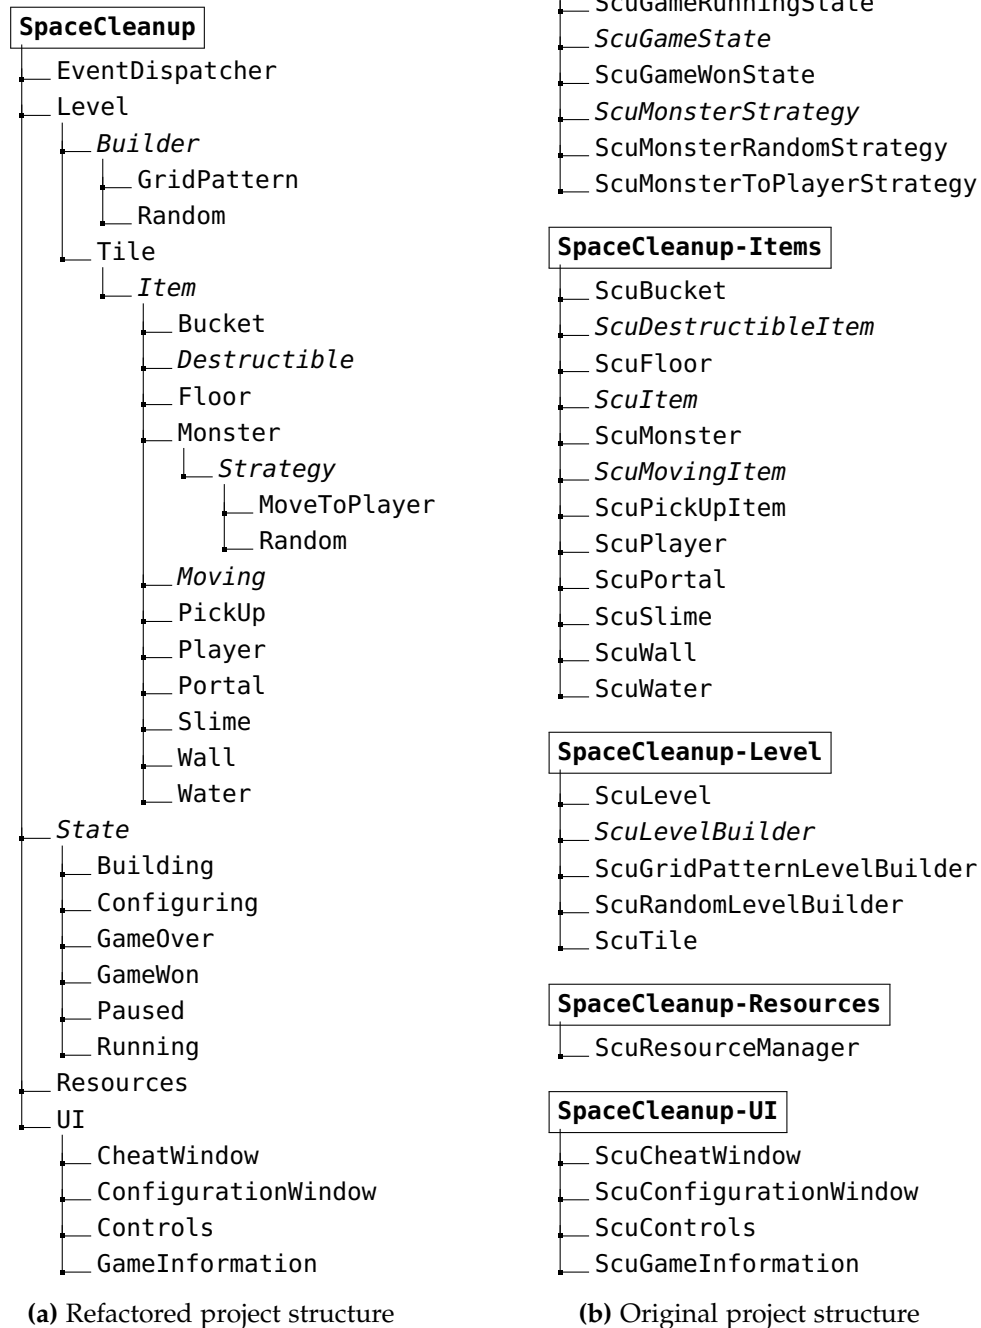 SpaceCleanup
EventDispatcher
Level
Builder
GridPattern
Random
Tile
Item
Bucket
Destructible
Floor
Monster
Strategy
MoveToPlayer
Random
Moving
PickUp
Player
Portal
Slime
Wall
Water
State
Building
Configuring
GameOver
GameWon
Paused
Running
Resources
UI
CheatWindow
ConfigurationWindow
Controls
GameInformation
(a) Refactored project structure
ScuGameRunningState
ScuGameState
ScuGameWonState
ScuMonsterStrategy
ScuMonsterRandomStrategy
ScuMonsterToPlayerStrategy
SpaceCleanup-Items
ScuBucket
ScuDestructibleItem
ScuFloor
ScuItem
ScuMonster
ScuMovingItem
ScuPickUpItem
ScuPlayer
ScuPortal
ScuSlime
ScuWall
ScuWater
SpaceCleanup-Level
ScuLevel
ScuLevelBuilder
ScuGridPatternLevelBuilder
ScuRandomLevelBuilder
ScuTile
SpaceCleanup-Resources
ScuResourceManager
SpaceCleanup-UI
ScuCheatWindow
ScuConfigurationWindow
ScuControls
ScuGameInformation
(b) Original project structure